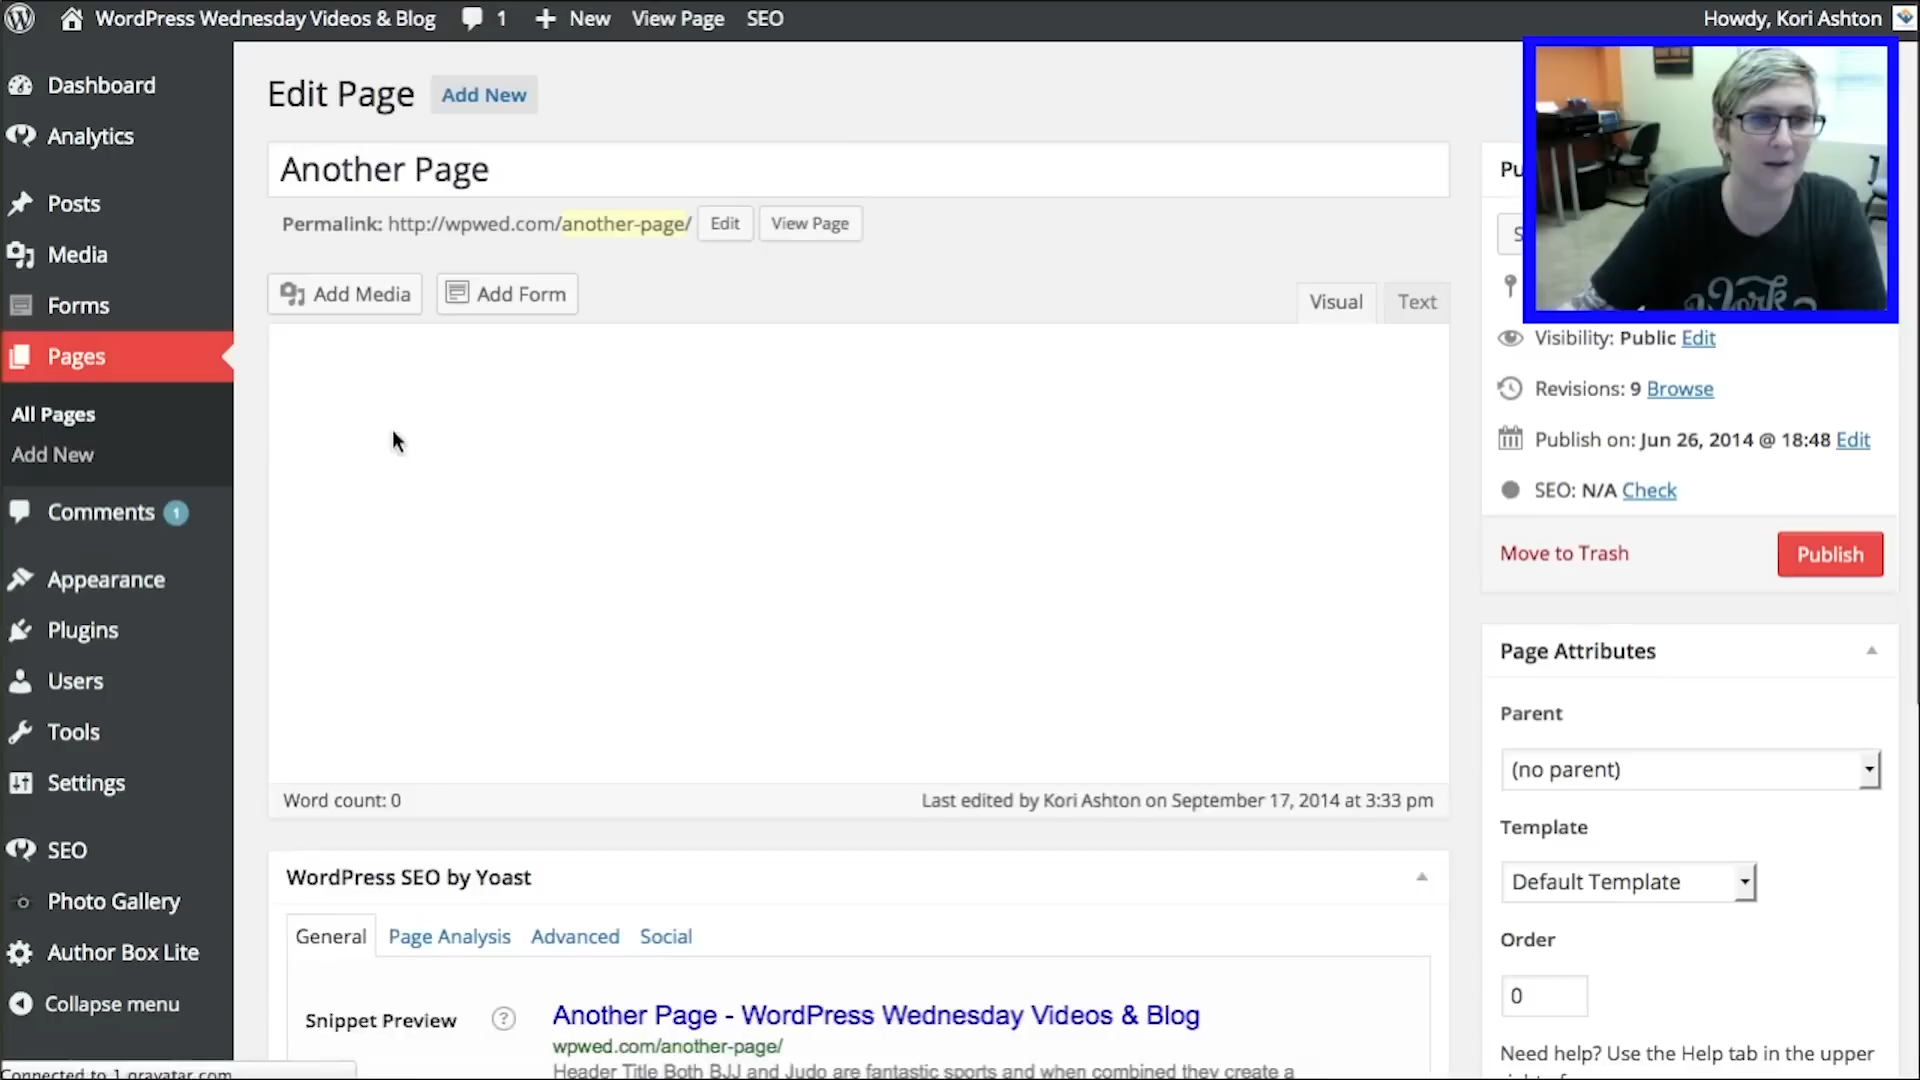 WordPress Wednesday Videos & Blog 1 New View Page SEO Howdy, Kori Ashton
Dashboard
Analytics
Posts
Media
Forms
Pages
All Pages
Add New
Comments 1
Appearance
Plugins
Users
Tools
Settings
SEO
Photo Gallery
Author Box Lite
Collapse menu
Connected to 1.gravatar.com
Edit Page Add New
Another Page
Permalink: http://wpwed.com/another-page/ Edit View Page
Add Media Add Form
Visual Text
Word count: 0 Last edited by Kori Ashton on September 17, 2014 at 3:33 pm
WordPress SEO by Yoast
General Page Analysis Advanced Social
Snippet Preview ? Another Page - WordPress Wednesday Videos & Blog
wpwed.com/another-page/
Header Title Both BJJ and Judo are fantastic sports and when combined they create a
Work
Visibility: Public Edit
Revisions: 9 Browse
Publish on: Jun 26, 2014 @ 18:48 Edit
SEO: N/A Check
Move to Trash Publish
Page Attributes
Parent
(no parent)
Template
Default Template
Order
0
Need help? Use the Help tab in the upper